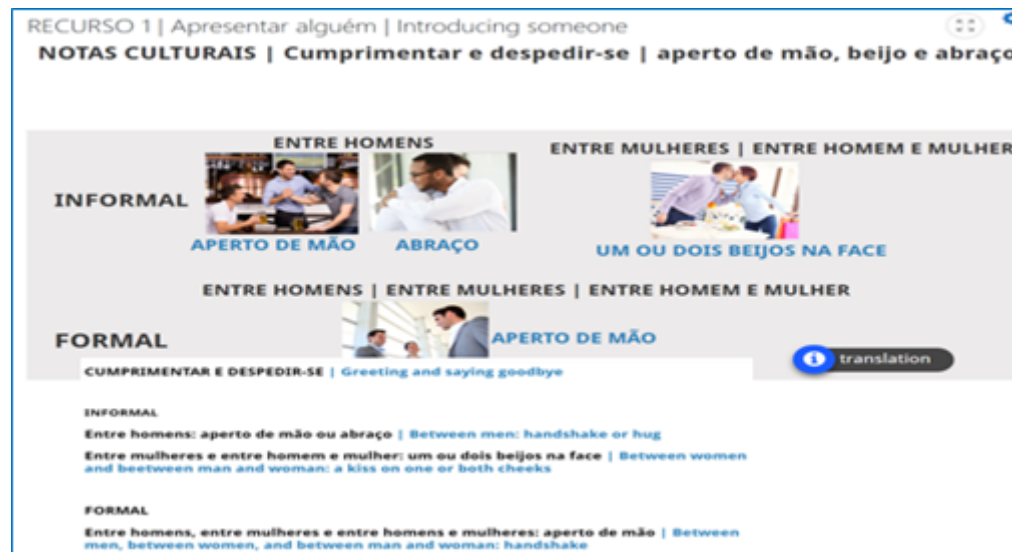 RECURSO 1 | Apresentar alguém | Introducing someone
NOTAS CULTURAIS | Cumprimentar e despedir-se | aperto de mão, beijo e abraço
ENTRE HOMENS
ENTRE MULHERES | ENTRE HOMEM E MULHER
INFORMAL
APERTO DE MÃO
ABRAÇO
UM OU DOIS BEIJOS NA FACE
ENTRE HOMENS | ENTRE MULHERES | ENTRE HOMEM E MULHER
FORMAL
APERTO DE MÃO
translation
CUMPRIMENTAR E DESPEDIR-SE | Greeting and saying goodbye
INFORMAL
Entre homens: aperto de mão ou abraço | Between men: handshake or hug
Entre mulheres e entre homem e mulher: um ou dois beijos na face | Between women
and beetween man and woman: a kiss on one or both cheeks
FORMAL
Entre homens, entre mulheres e entre homens e mulheres: aperto de mão | Between
men, between women, and between man and woman: handshake